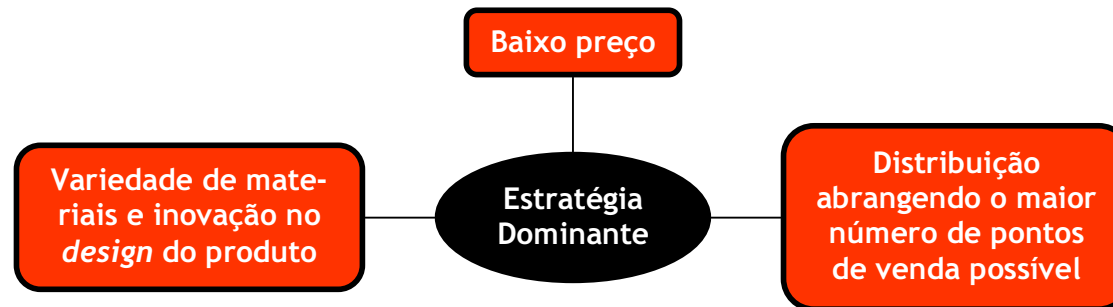 Baixo preço
Variedade de mate-
riais e inovação no
design do produto
Estratégia
Dominante
Distribuição
abrangendo o maior
número de pontos
de venda possível